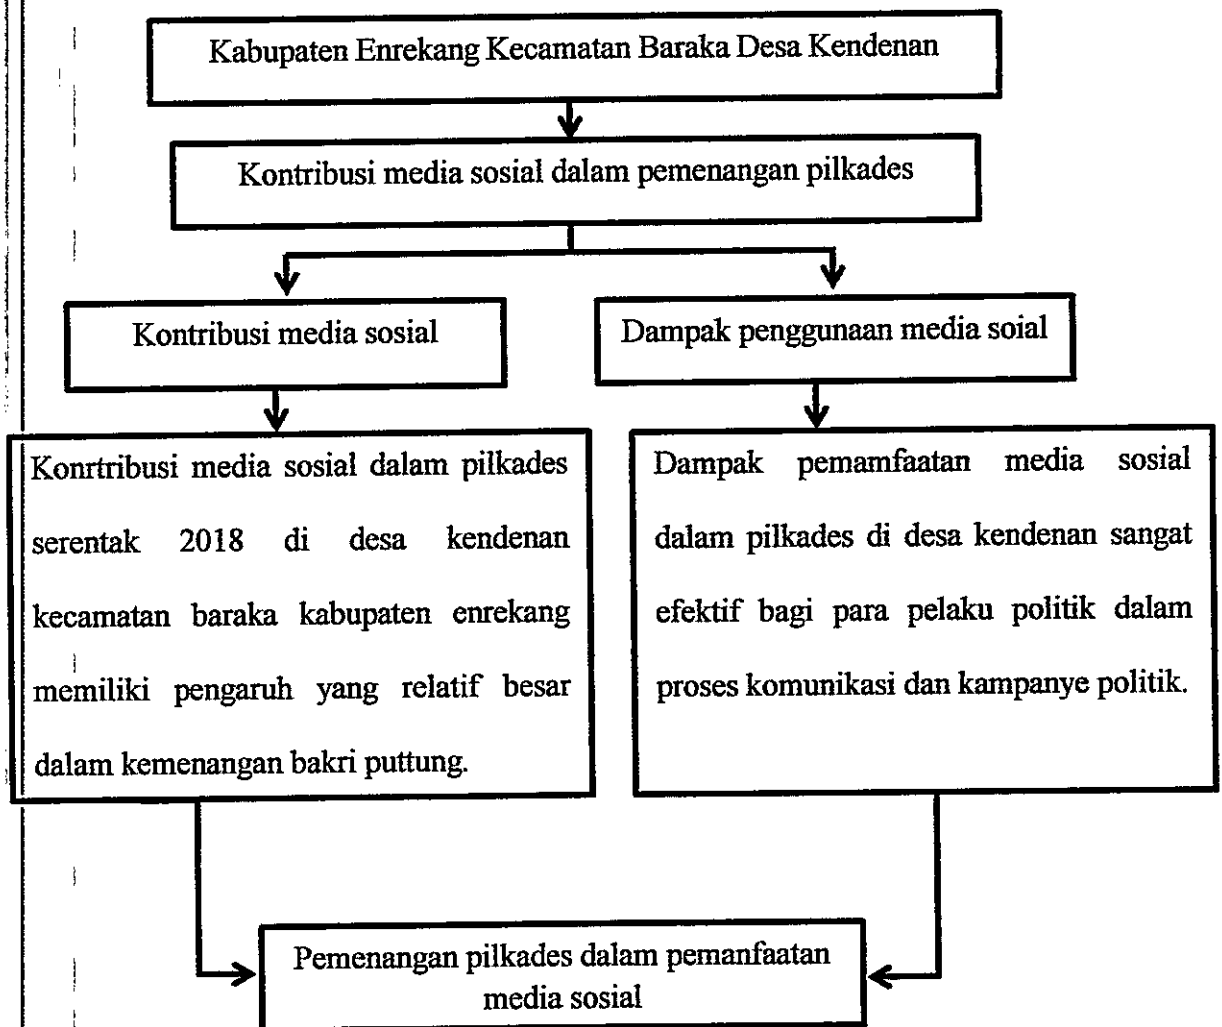 Kabupaten Enrekang Kecamatan Baraka Desa Kendenan
Kontribusi media sosial dalam pemenangan pilkades
Kontribusi media sosial
Dampak penggunaan media soial
Konrtribusi media sosial dalam pilkades
serentak 2018 di desa kendenan
kecamatan baraka kabupaten enrekang
memiliki pengaruh yang relatif besar
dalam kemenangan bakri puttung.
Dampak pemamfaatan media sosial
dalam pilkades di desa kendenan sangat
efektif bagi para pelaku politik dalam
proses komunikasi dan kampanye politik.
Pemenangan pilkades dalam pemanfaatan
media sosial